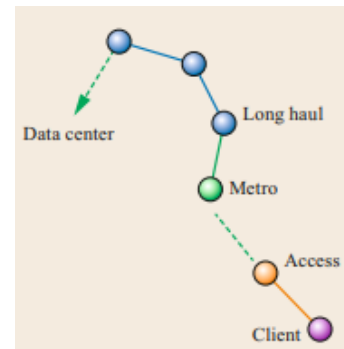 Long haul
Data center
Metro
Access
Client